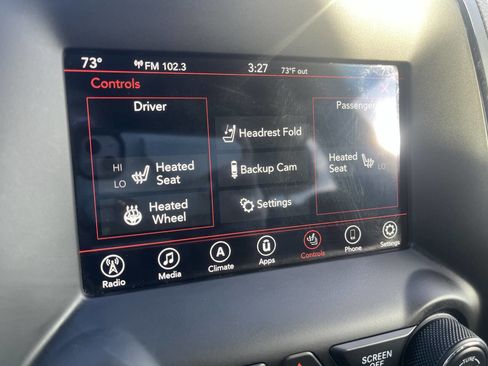 73° FM 102.3 3:27 73°F out
Controls X
Driver
Passenger
Headrest Fold
HI
LO
Heated
Seat
Backup Cam
Heated
Seat
LO
Heated
Wheel
Settings
A
Radio Media Climate Apps Controls Phone Settings
SCREEN
OFF
TUNE